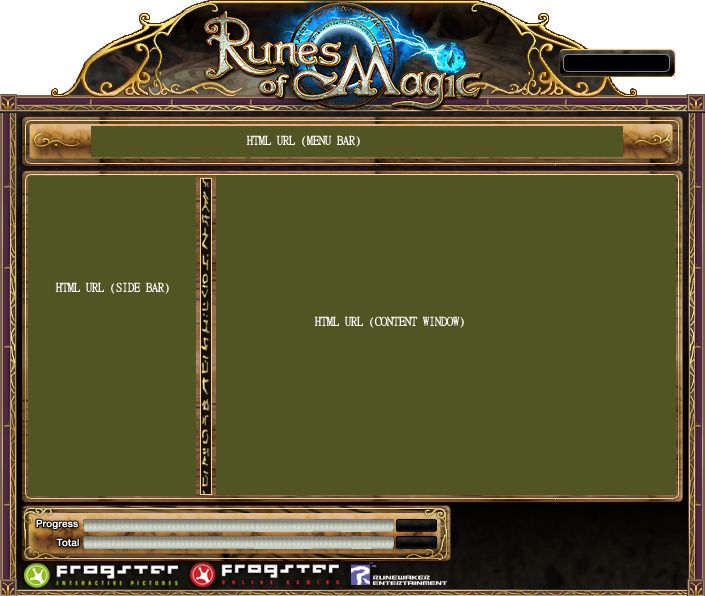 Runes
of Magic
HTML URL (MENU BAR)
HTML URL (SIDE BAR)
HTML URL (CONTENT WINDOW)
Progress
Total
FROGSTER
INTERACTIVE PICTURES
FROGSTER
ONLINE GAMING
RUNEWAKER
ENTERTAINMENT